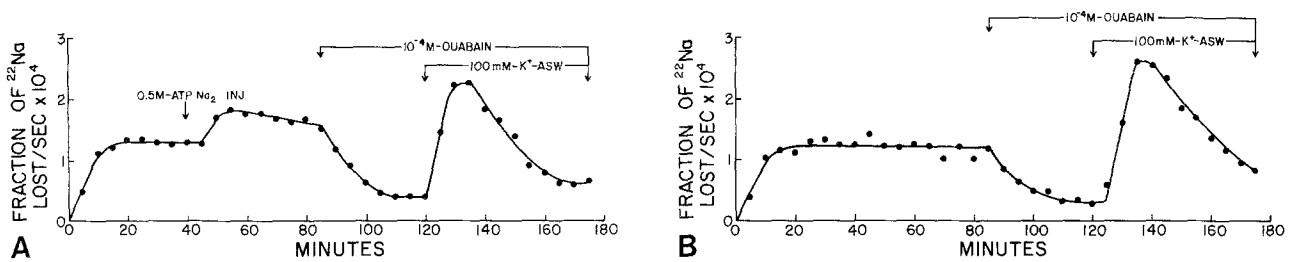 10⁻⁴M-OUABAIN
100mM-K⁺-ASW
0.5M-ATP Na₂ INJ.
FRACTION OF ²²Na
LOST/SEC x 10⁴
3
2
1
0
0 20 40 60 80 100 120 140 160 180
MINUTES
A
10⁻⁴M-OUABAIN
100mM-K⁺-ASW
FRACTION OF ²²Na
LOST/SEC x 10⁴
3
2
1
0
0 20 40 60 80 100 120 140 160 180
MINUTES
B